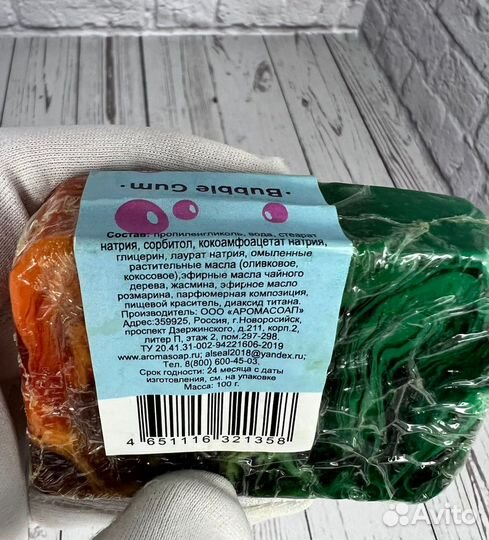 · Bubble Gum ·
Состав: пропиленгликоль, вода, стеарат
натрия, сорбитол, кокоамфоацетат натрия,
глицерин, лаурат натрия, омыленные
растительные масла (оливковое,
кокосовое),эфирные масла чайного
дерева, жасмина, эфирное масло
розмарина, парфюмерная композиция,
пищевой краситель, диаксид титана.
Производитель: ООО «АРОМАСОАП»
Адрес:359925, Россия, г.Новоросийск,
проспект Дзержинского, д.211, корп.2,
литер П, этаж 2, пом.297-298.
ТУ 20.41.31-002-94221606-2019
www.aromasoap.ru alseal2018@yandex.ru;
Тел. 8(800) 600-45-03.
Срок годности: 24 месяца с даты
изготовления, см. на упаковке
Масса: 100 г.
4 651116 321358
Avito